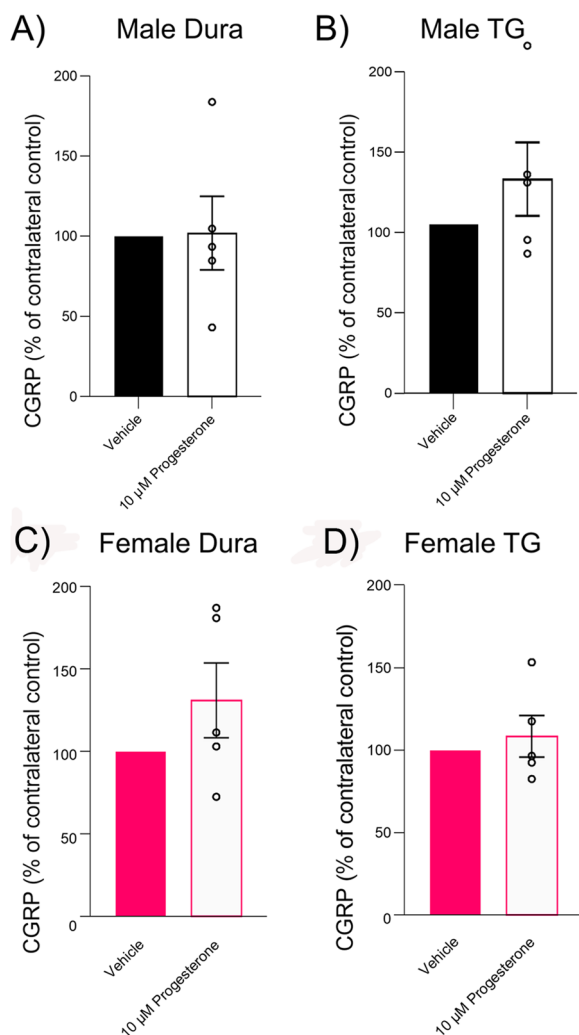 A) Male Dura
CGRP (% of contralateral control)
200
150
100
50
0
Vehicle
10 μM Progesterone
B) Male TG
CGRP (% of contralateral control)
200
150
100
50
0
Vehicle
10 μM Progesterone
C) Female Dura
CGRP (% of contralateral control)
200
150
100
50
0
Vehicle
10 μM Progesterone
D) Female TG
CGRP (% of contralateral control)
200
150
100
50
0
Vehicle
10 μM Progesterone